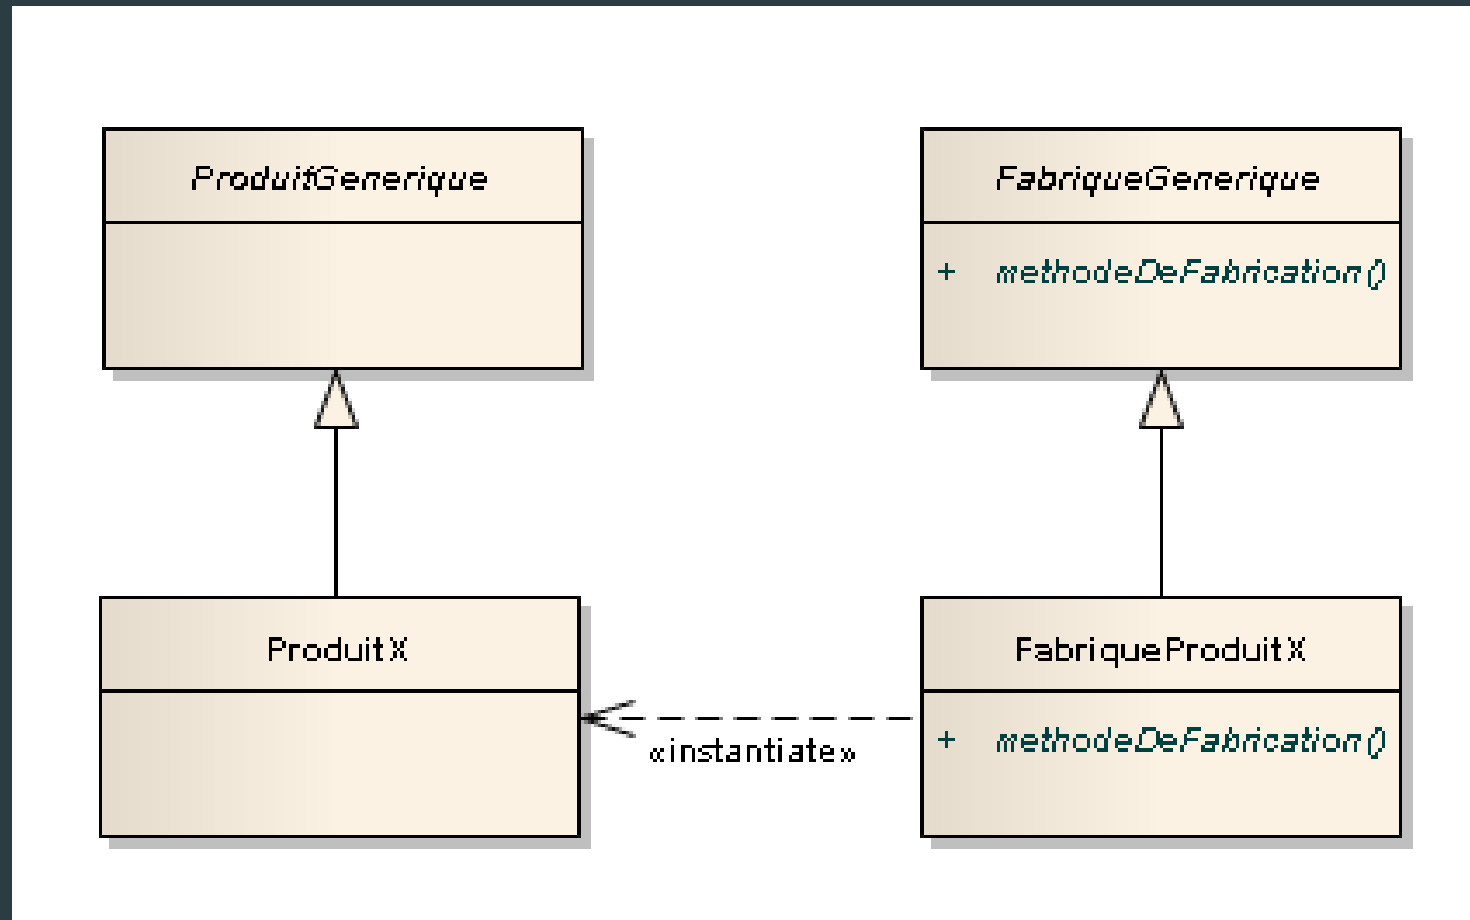 ProduitGenerique
FabriqueGenerique
+ methodeDeFabrication()
ProduitX
FabriqueProduitX
+ methodeDeFabrication()
«instantiate»